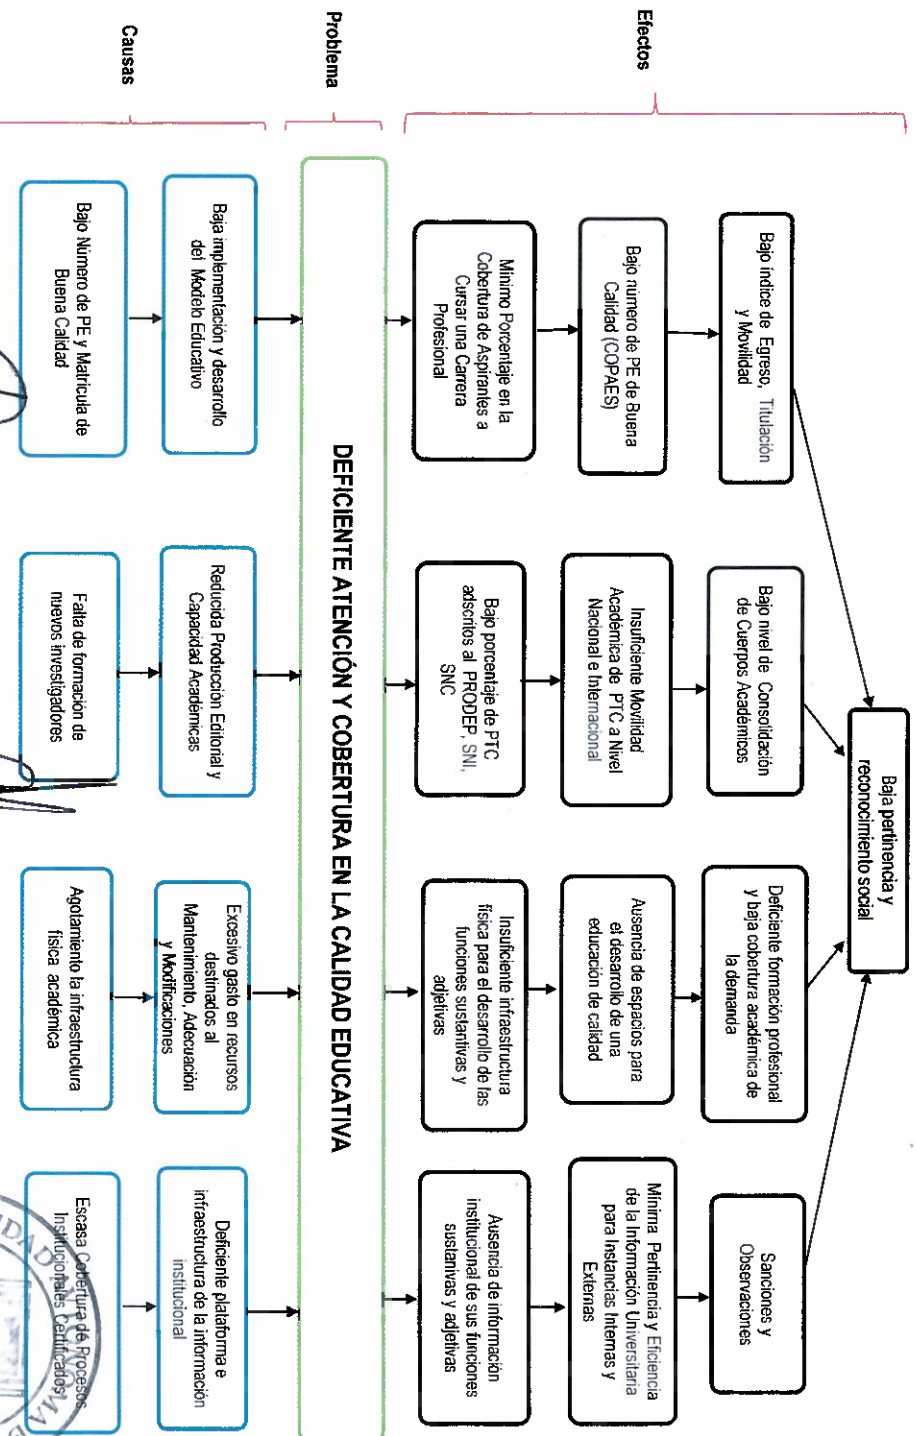 Efectos
Baja pertinencia y
reconocimiento social
Bajo índice de Egreso, Titulación
y Movilidad
Bajo nivel de Consolidación
de Cuerpos Académicos
Deficiente formación profesional
y baja cobertura académica de
la demanda
Sanciones y
Observaciones
Bajo número de PE de Buena
Calidad (COPAES)
Insuficiente Movilidad
Académica de PTC a Nivel
Nacional e Internacional
Ausencia de espacios para
el desarrollo de una
educación de calidad
Mínima Pertinencia y Eficiencia
de la Información Universitaria
para Instancias Internas y
Externas
Mínimo Porcentaje en la
Cobertura de Aspirantes a
Cursar una Carrera
Profesional
Bajo porcentaje de PTC
adscritos al PRODEP, SNI,
SNC
Insuficiente infraestructura
física para el desarrollo de las
funciones sustantivas y
adjetivas
Ausencia de información
institucional de sus funciones
sustanivas y adjetivas
Problema
DEFICIENTE ATENCIÓN Y COBERTURA EN LA CALIDAD EDUCATIVA
Causas
Baja implementación y desarrollo
del Modelo Educativo
Reducida Producción Editorial y
Capacidad Académicas
Excesivo gasto en recursos
destinados al
Mantenimiento, Adecuación
y Modificaciones
Deficiente plataforma e
infraestructura de la información
institucional
Bajo Número de PE y Matricula de
Buena Calidad
Falta de formación de
nuevos investigadores
Agotamiento la infraestructura
física académica
Escasa Cobertura de Procesos
Institucionales Certificados